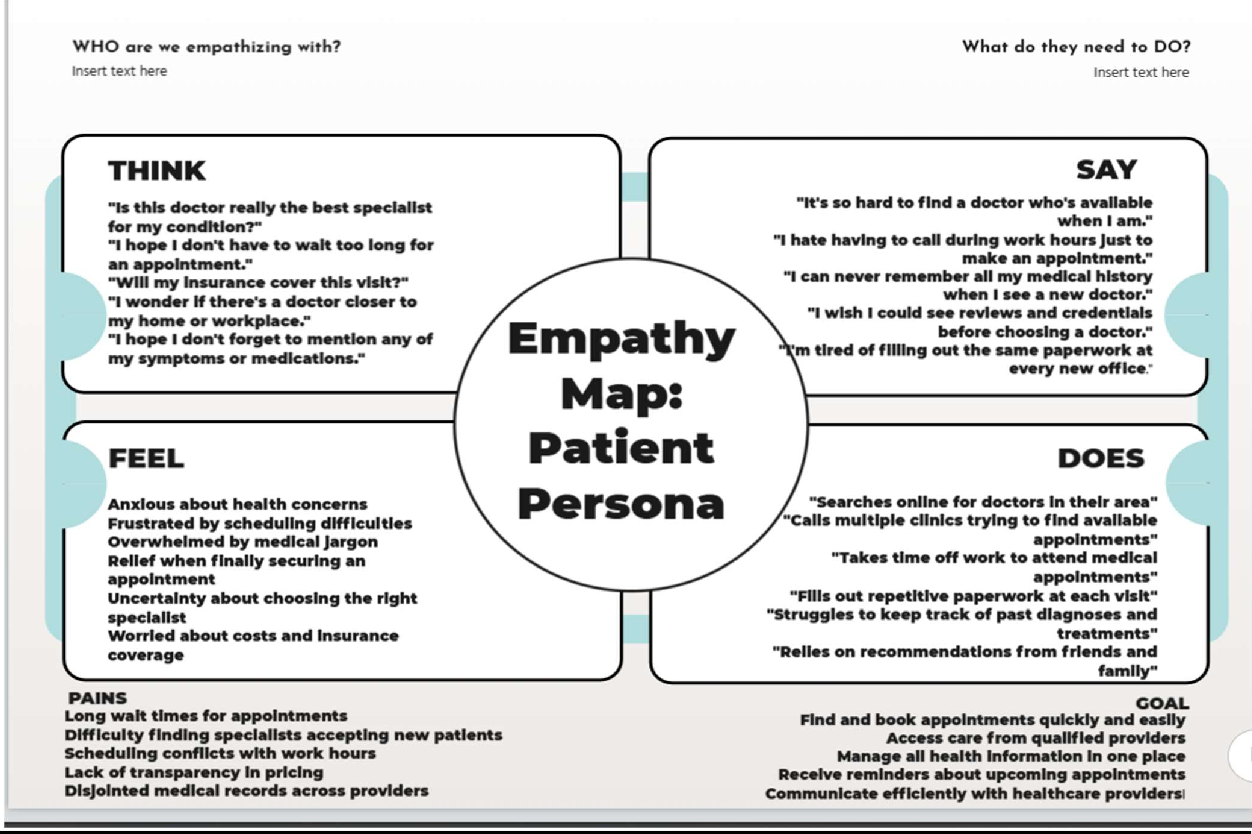 WHO are we empathizing with?
Insert text here
What do they need to DO?
Insert text here
THINK
"Is this doctor really the best specialist
for my condition?"
"I hope I don't have to wait too long for
an appointment."
"Will my insurance cover this visit?"
"I wonder if there's a doctor closer to
my home or workplace."
"I hope I don't forget to mention any of
my symptoms or medications."
SAY
"It's so hard to find a doctor who's available
when I am."
"I hate having to call during work hours just to
make an appointment."
"I can never remember all my medical history
when I see a new doctor."
"I wish I could see reviews and credentials
before choosing a doctor."
"I'm tired of filling out the same paperwork at
every new office."
Empathy
Map:
Patient
Persona
FEEL
Anxious about health concerns
Frustrated by scheduling difficulties
Overwhelmed by medical jargon
Relief when finally securing an
appointment
Uncertainty about choosing the right
specialist
Worried about costs and insurance
coverage
DOES
"Searches online for doctors in their area"
"Calls multiple clinics trying to find available
appointments"
"Takes time off work to attend medical
appointments"
"Fills out repetitive paperwork at each visit"
"Struggles to keep track of past diagnoses and
treatments"
"Relies on recommendations from friends and
family"
PAINS
Long wait times for appointments
Difficulty finding specialists accepting new patients
Scheduling conflicts with work hours
Lack of transparency in pricing
Disjointed medical records across providers
GOAL
Find and book appointments quickly and easily
Access care from qualified providers
Manage all health information in one place
Receive reminders about upcoming appointments
Communicate efficiently with healthcare providers